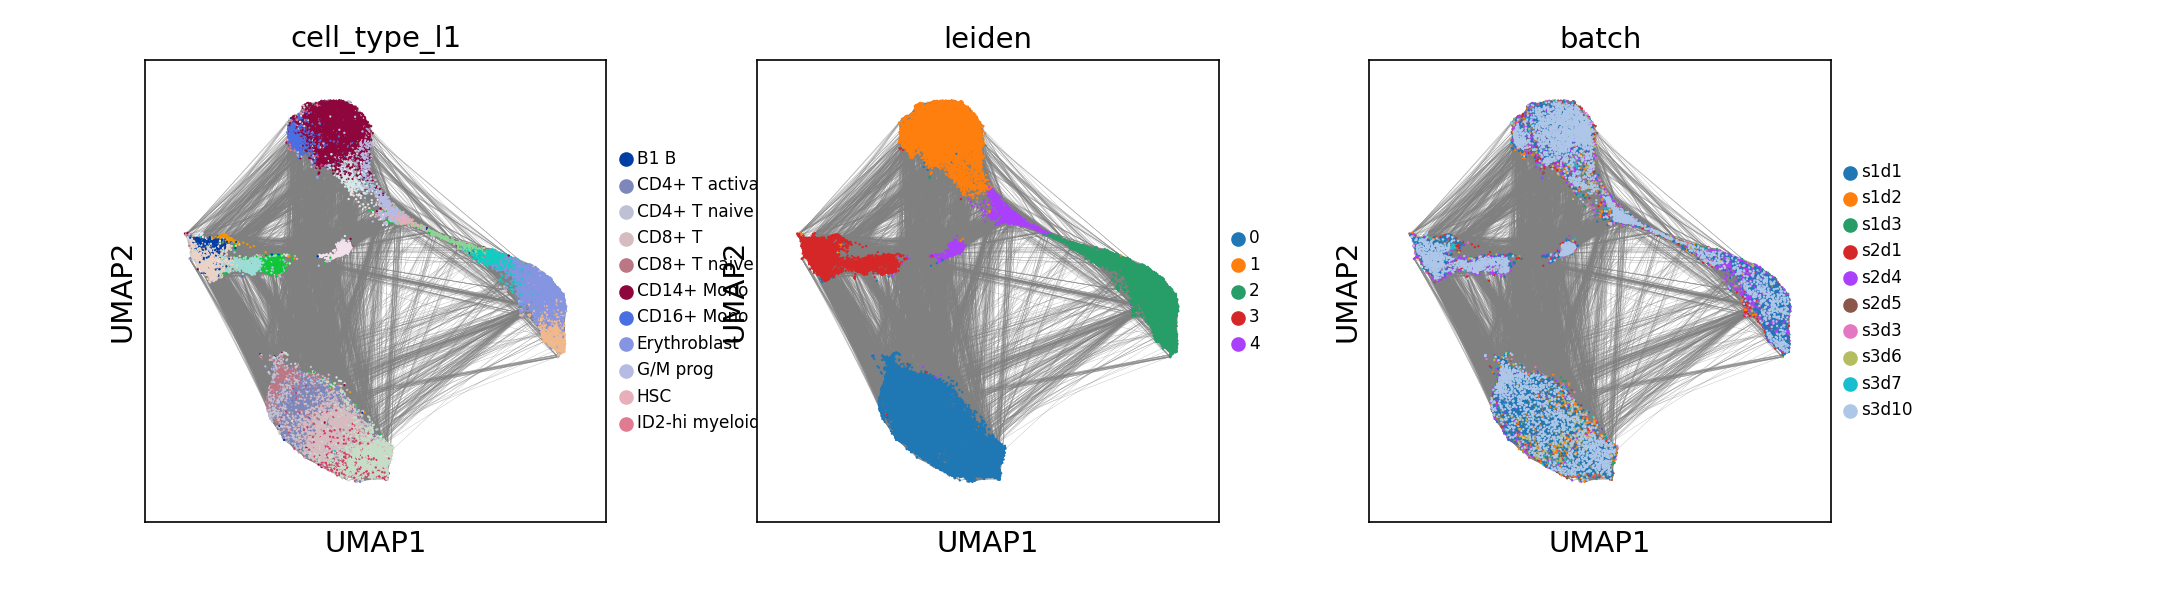 cell_type_l1
leiden
batch
UMAP2
UMAP1
B1 B
CD4+ T activa
CD4+ T naive
CD8+ T
CD8+ T naive
CD14+ Mono
CD16+ Mono
Erythroblast
G/M prog
HSC
ID2-hi myeloid
UMAP2
UMAP1
0
1
2
3
4
UMAP2
UMAP1
s1d1
s1d2
s1d3
s2d1
s2d4
s2d5
s3d3
s3d6
s3d7
s3d10